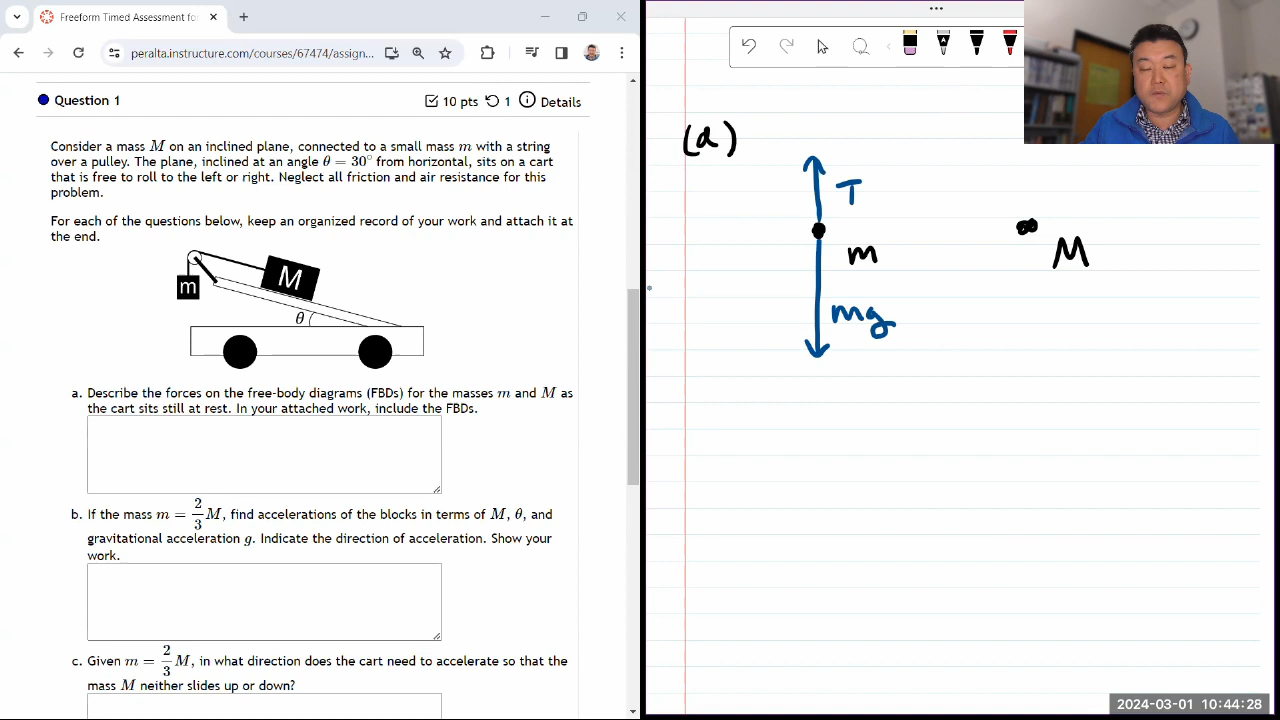 Freeform Timed Assessment for
peralta.instructure.com/courses/74/assign...
Question 1
10 pts
1
Details
Consider a mass M on an inclined plane, connected to a small mass m with a string
over a pulley. The plane, inclined at an angle θ = 30° from horizontal, sits on a cart
that is free to roll to the left or right. Neglect all friction and air resistance for this
problem.
For each of the questions below, keep an organized record of your work and attach it at
the end.
M
m
θ
a. Describe the forces on the free-body diagrams (FBDs) for the masses m and M as
the cart sits still at rest. In your attached work, include the FBDs.
b. If the mass m = 2/3 M, find accelerations of the blocks in terms of M, θ, and
gravitational acceleration g. Indicate the direction of acceleration. Show your
work.
c. Given m = 2/3 M, in what direction does the cart need to accelerate so that the
mass M neither slides up or down?
(a)
T
m
mg
M
A
2024-03-01 10:44:28